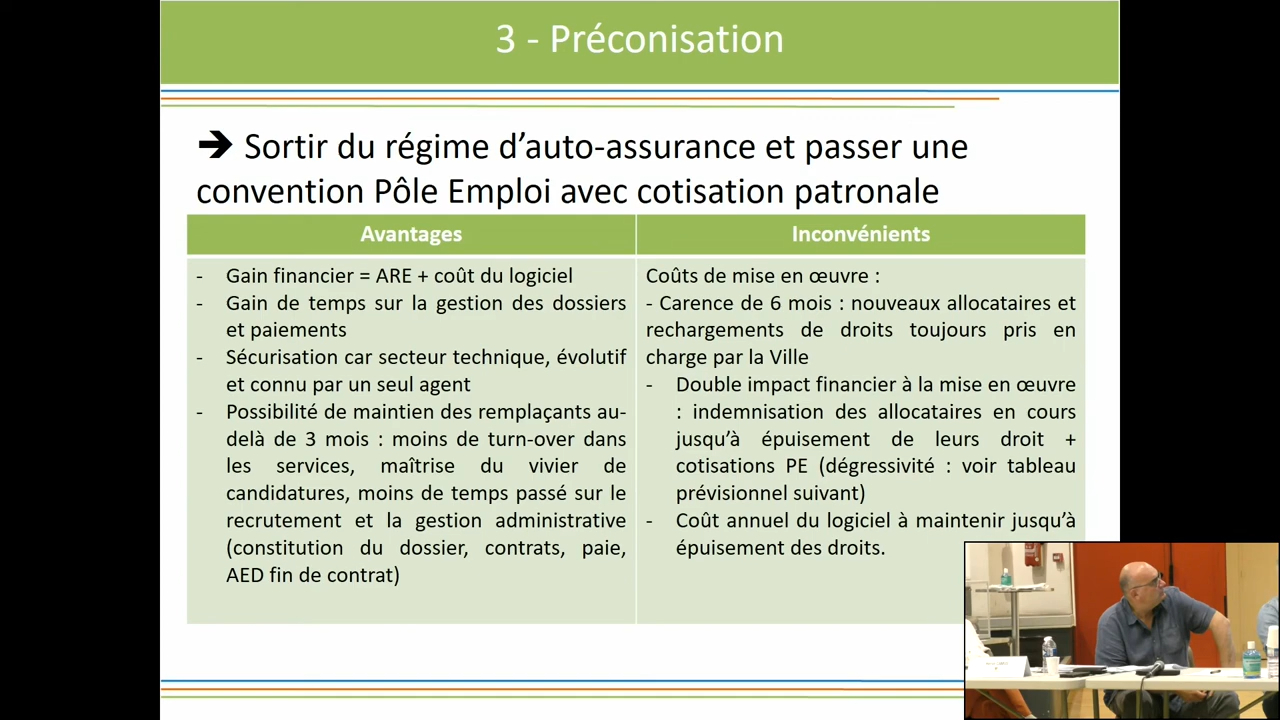 3 - Préconisation
➔ Sortir du régime d’auto-assurance et passer une
convention Pôle Emploi avec cotisation patronale
Avantages
- Gain financier = ARE + coût du logiciel
- Gain de temps sur la gestion des dossiers
et paiements
- Sécurisation car secteur technique, évolutif
et connu par un seul agent
- Possibilité de maintien des remplaçants au-
delà de 3 mois : moins de turn-over dans
les services, maîtrise du vivier de
candidatures, moins de temps passé sur le
recrutement et la gestion administrative
(constitution du dossier, contrats, paie,
AED fin de contrat)
Inconvénients
Coûts de mise en œuvre :
- Carence de 6 mois : nouveaux allocataires et
rechargements de droits toujours pris en
charge par la Ville
- Double impact financier à la mise en œuvre
: indemnisation des allocataires en cours
jusqu’à épuisement de leurs droit +
cotisations PE (dégressivité : voir tableau
prévisionnel suivant)
- Coût annuel du logiciel à maintenir jusqu’à
épuisement des droits.